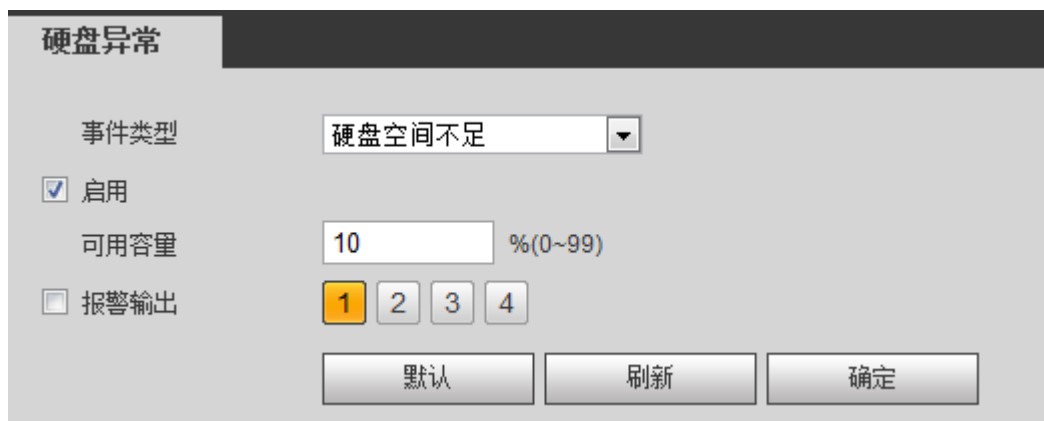 硬盘异常
事件类型 硬盘空间不足
启用
可用容量 10 %(0~99)
报警输出 1 2 3 4
默认 刷新 确定